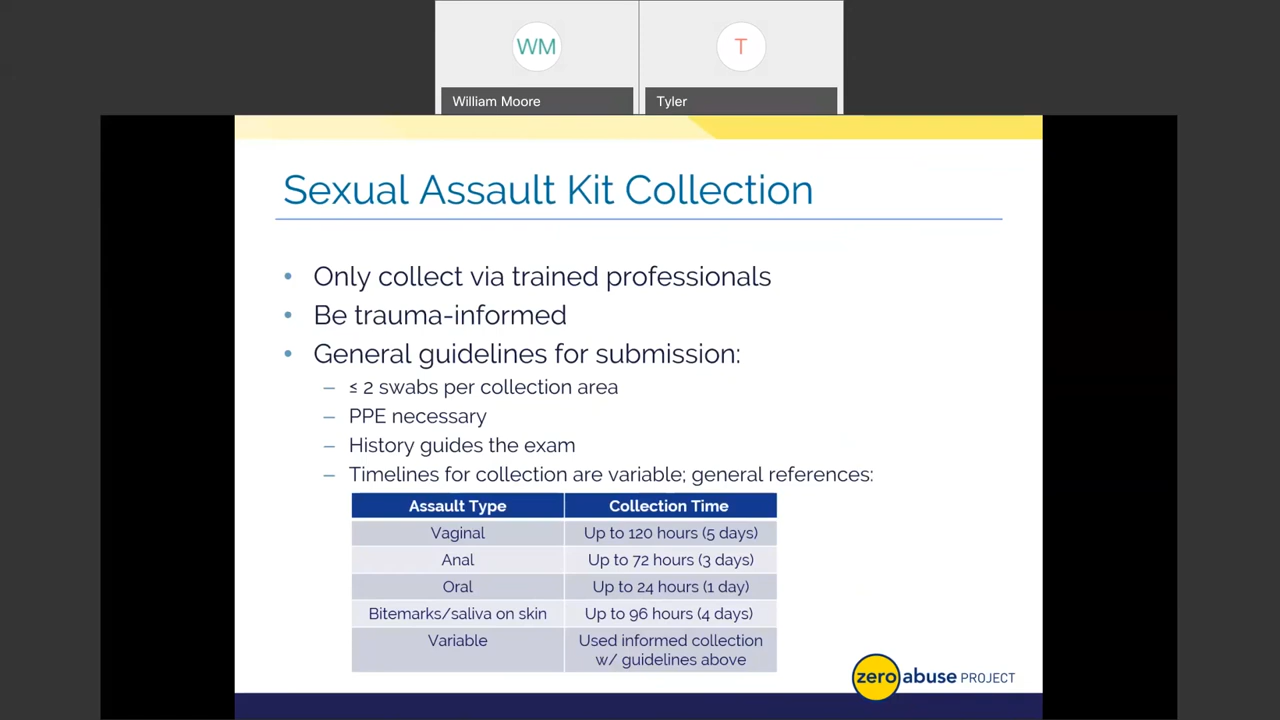 WM
T
William Moore
Tyler
Sexual Assault Kit Collection
• Only collect via trained professionals
• Be trauma-informed
• General guidelines for submission:
– ≤ 2 swabs per collection area
– PPE necessary
– History guides the exam
– Timelines for collection are variable; general references:
Assault Type Collection Time
Vaginal Up to 120 hours (5 days)
Anal Up to 72 hours (3 days)
Oral Up to 24 hours (1 day)
Bitemarks/saliva on skin Up to 96 hours (4 days)
Variable Used informed collection
w/ guidelines above
zero abuse PROJECT